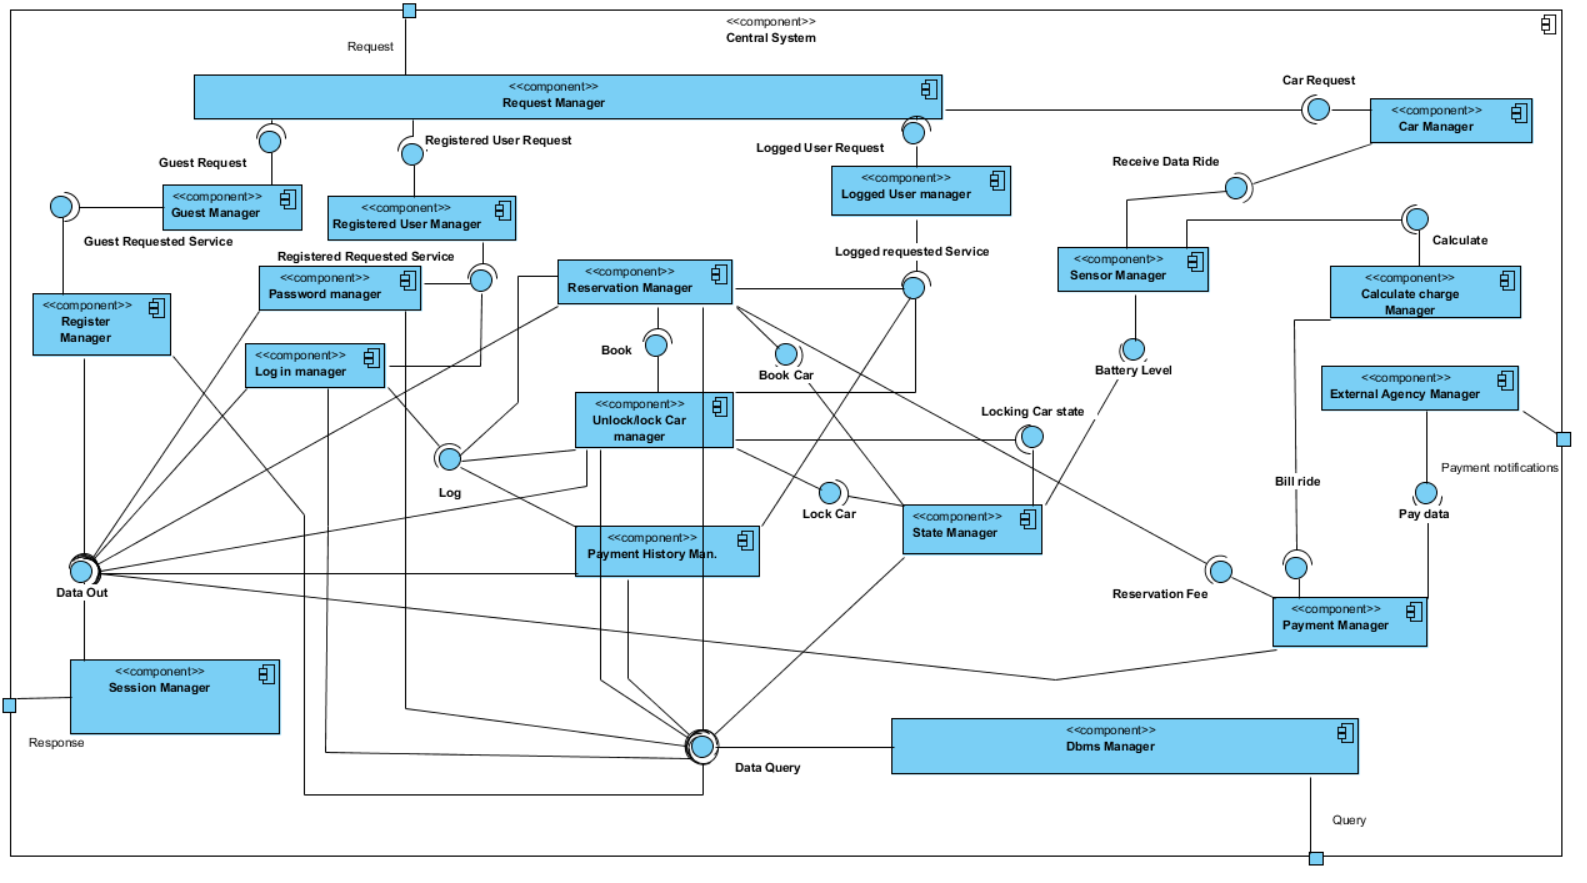 <<component>>
Central System
Request
<<component>>
Request Manager
Car Request
<<component>>
Car Manager
Registered User Request
Logged User Request
Guest Request
Receive Data Ride
<<component>>
Guest Manager
<<component>>
Registered User Manager
<<component>>
Logged User manager
Guest Requested Service
Registered Requested Service
Logged requested Service
Calculate
<<component>>
Password manager
<<component>>
Reservation Manager
<<component>>
Sensor Manager
<<component>>
Calculate charge
Manager
<<component>>
Register
Manager
<<component>>
Log in manager
Book
Book Car
Battery Level
<<component>>
External Agency Manager
<<component>>
Unlock/lock Car
manager
Locking Car state
Payment notifications
Log
Bill ride
Lock Car
Pay data
<<component>>
State Manager
<<component>>
Payment History Man.
Data Out
Reservation Fee
<<component>>
Payment Manager
<<component>>
Session Manager
Response
<<component>>
Dbms Manager
Data Query
Query